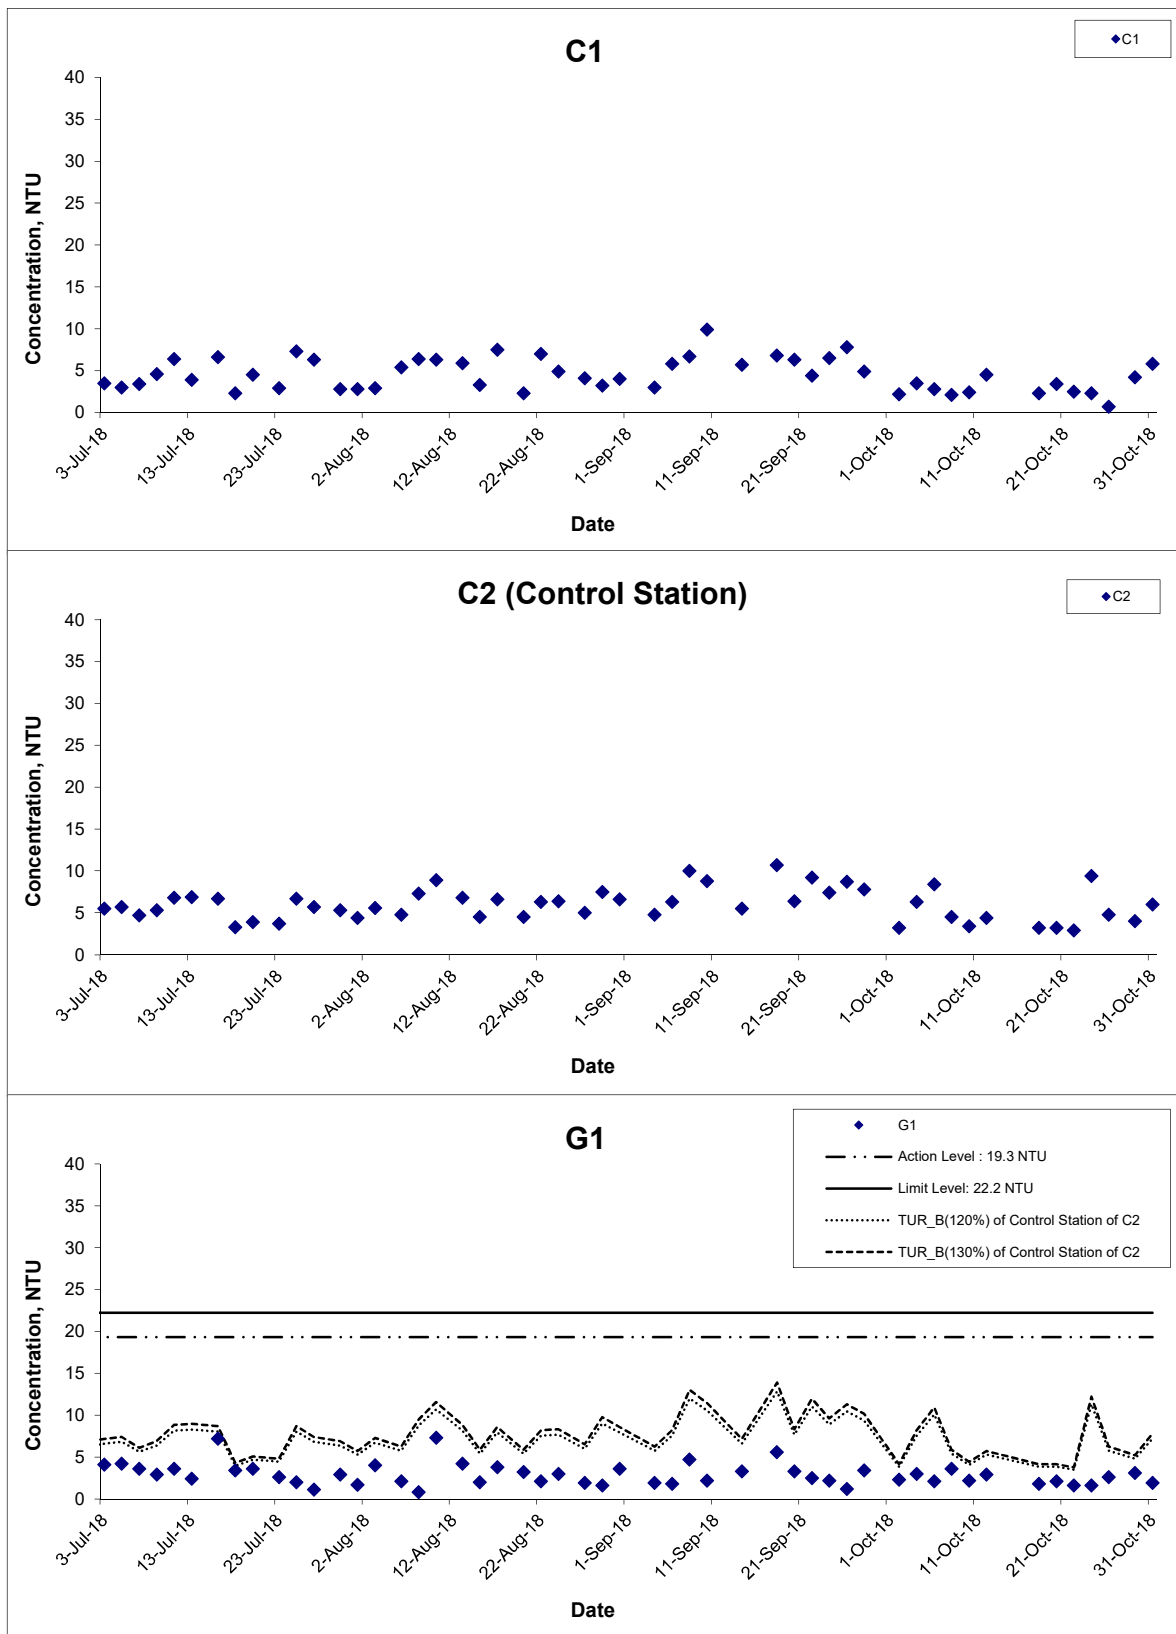 C1
C1
40
35
30
25
20
15
10
5
0
Concentration, NTU
3-Jul-18
13-Jul-18
23-Jul-18
2-Aug-18
12-Aug-18
22-Aug-18
1-Sep-18
11-Sep-18
21-Sep-18
1-Oct-18
11-Oct-18
21-Oct-18
31-Oct-18
Date
C2 (Control Station)
C2
40
35
30
25
20
15
10
5
0
Concentration, NTU
3-Jul-18
13-Jul-18
23-Jul-18
2-Aug-18
12-Aug-18
22-Aug-18
1-Sep-18
11-Sep-18
21-Sep-18
1-Oct-18
11-Oct-18
21-Oct-18
31-Oct-18
Date
G1
G1
Action Level : 19.3 NTU
Limit Level: 22.2 NTU
TUR_B(120%) of Control Station of C2
TUR_B(130%) of Control Station of C2
40
35
30
25
20
15
10
5
0
Concentration, NTU
3-Jul-18
13-Jul-18
23-Jul-18
2-Aug-18
12-Aug-18
22-Aug-18
1-Sep-18
11-Sep-18
21-Sep-18
1-Oct-18
11-Oct-18
21-Oct-18
31-Oct-18
Date